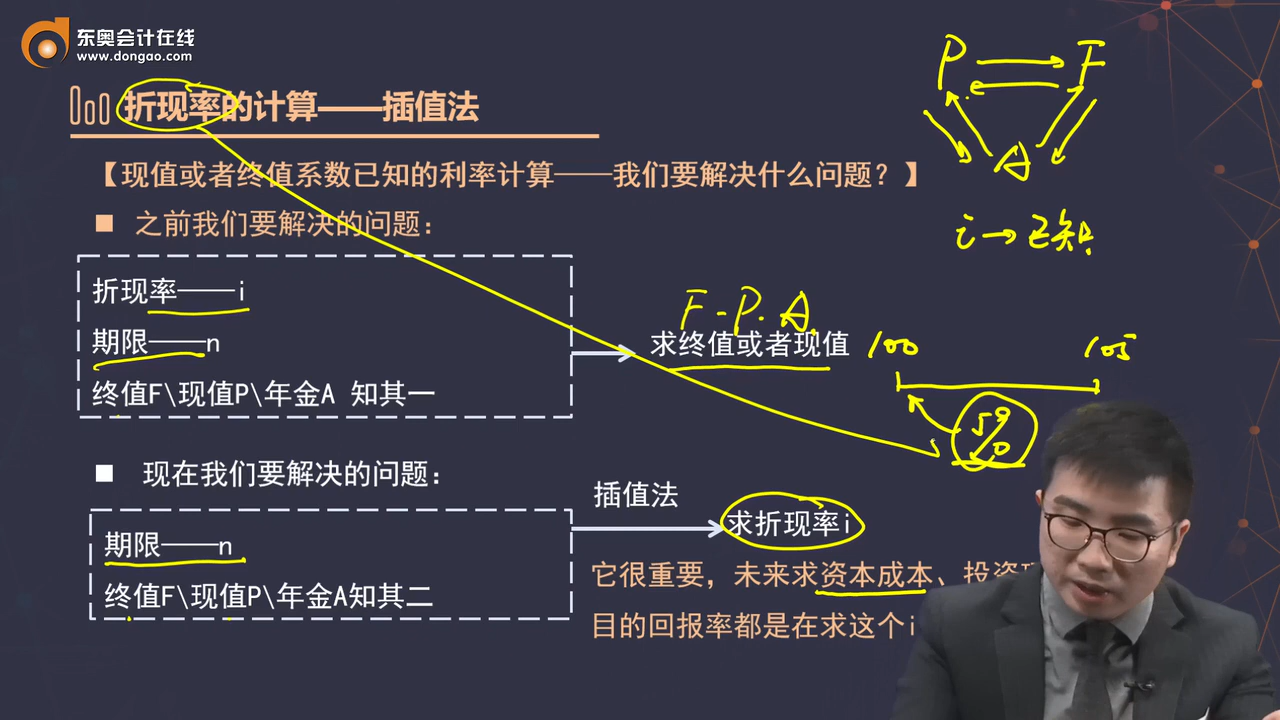 东奥会计在线
www.dongao.com
折现率的计算——插值法
【现值或者终值系数已知的利率计算——我们要解决什么问题？】
之前我们要解决的问题：
折现率——i
期限——n
终值F\现值P\年金A 知其一
求终值或者现值
F-P.A.
P F
A
i→已知.
100 105
5%
现在我们要解决的问题：
期限——n
终值F\现值P\年金A知其二
插值法
求折现率i
它很重要，未来求资本成本、投资
目的回报率都是在求这个i